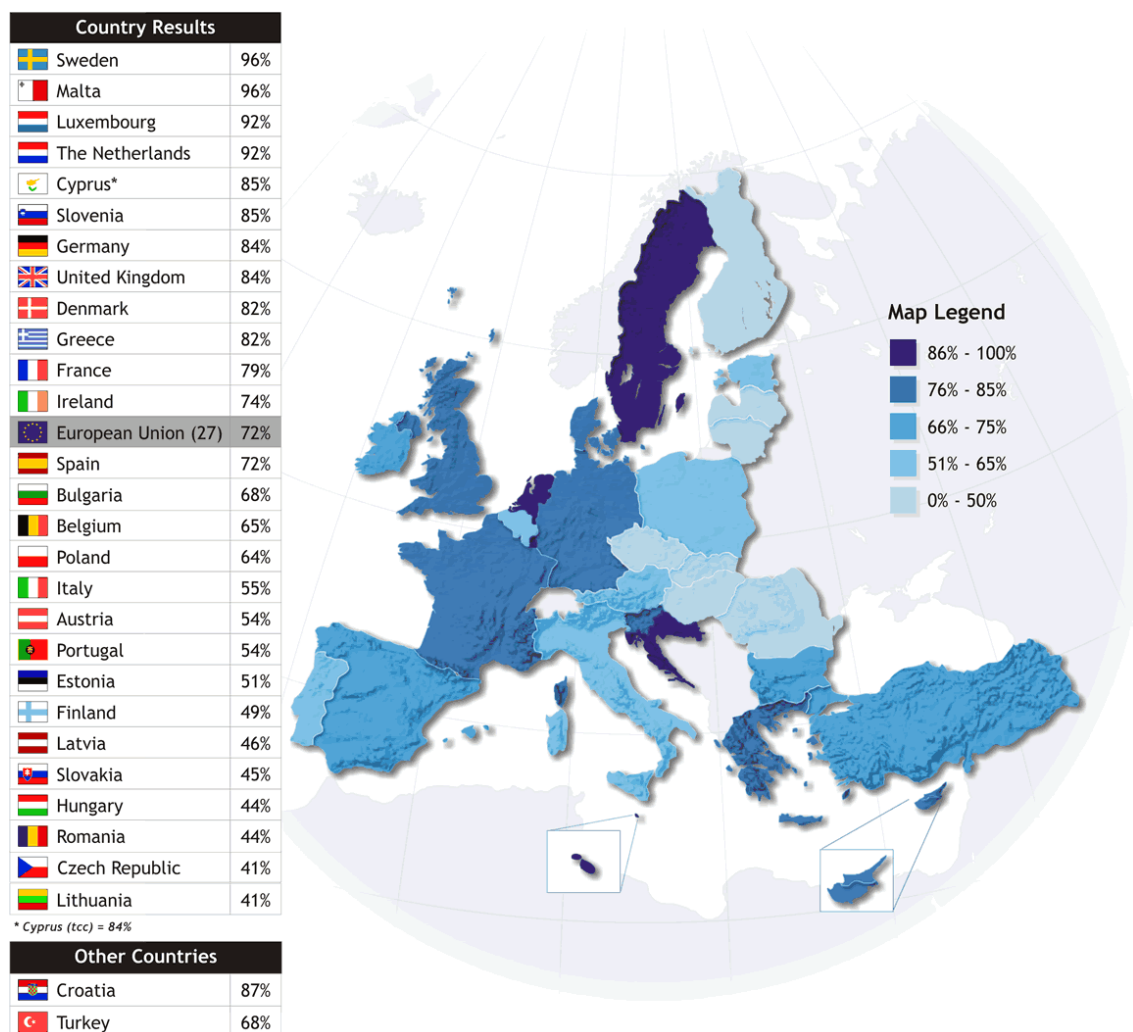 Country Results
Sweden 96%
Malta 96%
Luxembourg 92%
The Netherlands 92%
Cyprus* 85%
Slovenia 85%
Germany 84%
United Kingdom 84%
Denmark 82%
Greece 82%
France 79%
Ireland 74%
European Union (27) 72%
Spain 72%
Bulgaria 68%
Belgium 65%
Poland 64%
Italy 55%
Austria 54%
Portugal 54%
Estonia 51%
Finland 49%
Latvia 46%
Slovakia 45%
Hungary 44%
Romania 44%
Czech Republic 41%
Lithuania 41%
* Cyprus (tcc) = 84%
Other Countries
Croatia 87%
Turkey 68%
Map Legend
86% - 100%
76% - 85%
66% - 75%
51% - 65%
0% - 50%